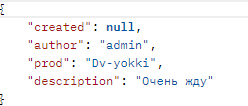 {
"created": null,
"author": "admin",
"prod": "Dv-yokki",
"description": "Очень жду"
}